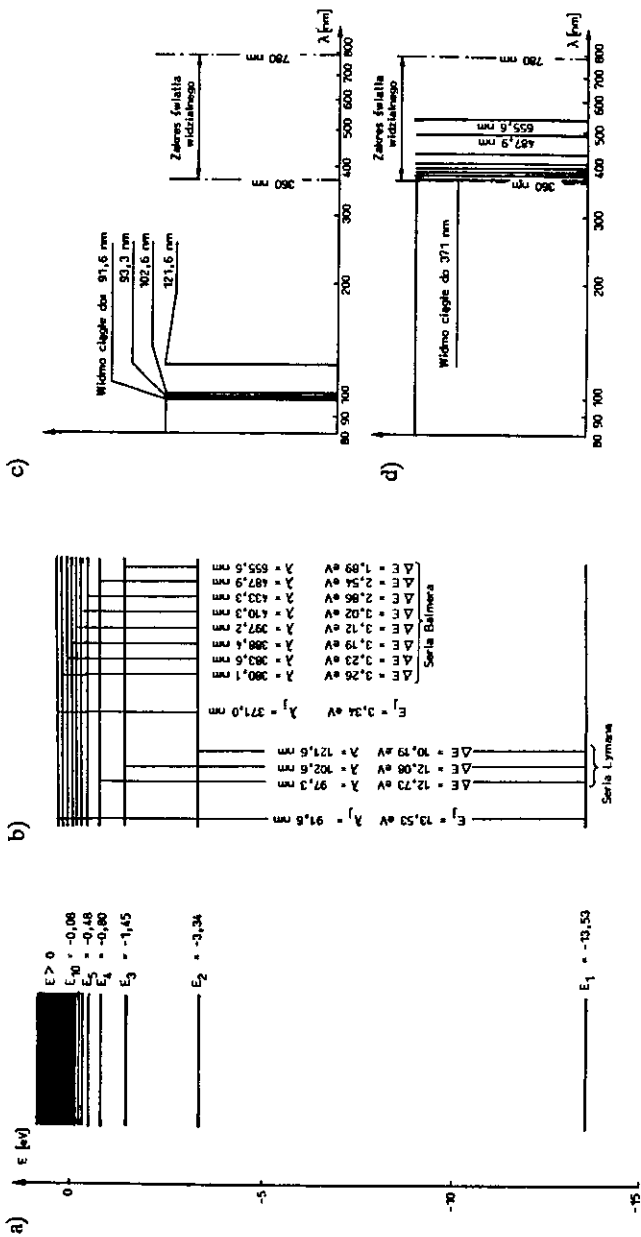 a)
E [eV]
0
-5
-10
-15
E > 0
E10 = -0,08
E5 = -0,48
E4 = -0,80
E3 = -1,45
E2 = -3,34
E1 = -13,53
b)
Ej = 13,53 eV λj = 91,6 nm
ΔE = 12,73 eV λ = 97,3 nm
ΔE = 12,08 eV λ = 102,6 nm
ΔE = 10,19 eV λ = 121,6 nm
Seria Lymana
Ej = 3,34 eV λj = 371,0 nm
ΔE = 3,26 eV λ = 380,1 nm
ΔE = 3,23 eV λ = 383,6 nm
ΔE = 3,19 eV λ = 388,4 nm
ΔE = 3,12 eV λ = 397,2 nm
ΔE = 3,02 eV λ = 410,3 nm
ΔE = 2,86 eV λ = 433,3 nm
ΔE = 2,54 eV λ = 487,9 nm
ΔE = 1,89 eV λ = 655,6 nm
Seria Balmera
c)
Widmo ciągłe do: 91,6 nm
93,3 nm
102,6 nm
121,6 nm
Zakres światła
widzialnego
360 nm
780 nm
80 90 100 200 300 400 500 600 700 800
λ [nm]
d)
Widmo ciągłe do 371 nm
Zakres światła
widzialnego
360 nm
487,9 nm
655,6 nm
780 nm
80 90 100 200 300 400 500 600 700 800
λ [nm]